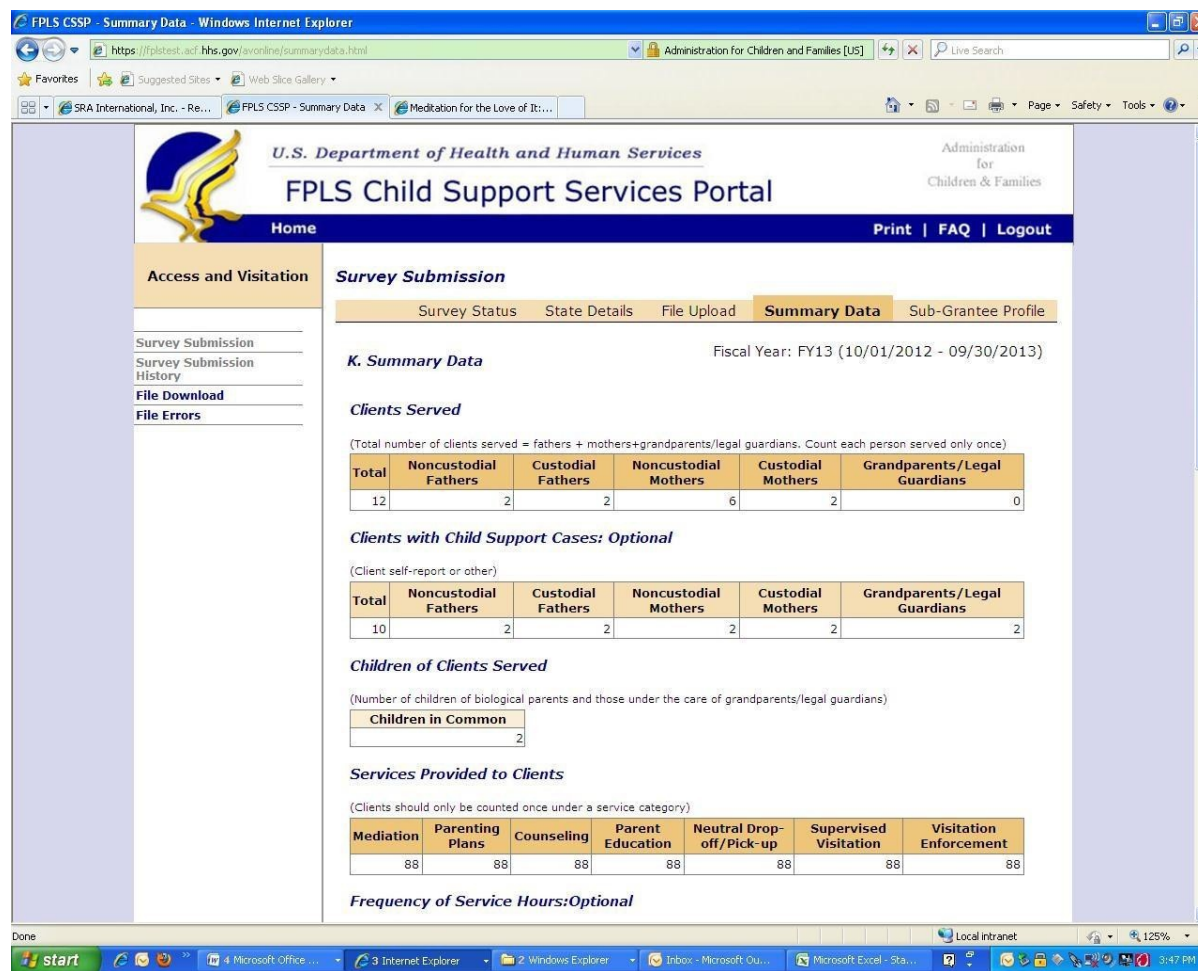 FPLS CSSP - Summary Data - Windows Internet Explorer
https://fplstest.acf.hhs.gov/avonline/summarydata.html
Administration for Children and Families [US]
Live Search
Favorites Suggested Sites Web Slice Gallery
SRA International, Inc. - Re... FPLS CSSP - Summary Data X Meditation for the Love of It:... Page Safety Tools
U.S. Department of Health and Human Services
Administration
for
Children & Families
FPLS Child Support Services Portal
Home Print | FAQ | Logout
Access and Visitation
Survey Submission
Survey Submission
History
File Download
File Errors
Survey Submission
Survey Status State Details File Upload Summary Data Sub-Grantee Profile
Fiscal Year: FY13 (10/01/2012 - 09/30/2013)
K. Summary Data
Clients Served
(Total number of clients served = fathers + mothers+grandparents/legal guardians. Count each person served only once)
Total Noncustodial Fathers Custodial Fathers Noncustodial Mothers Custodial Mothers Grandparents/Legal Guardians
12 2 2 6 2 0
Clients with Child Support Cases: Optional
(Client self-report or other)
Total Noncustodial Fathers Custodial Fathers Noncustodial Mothers Custodial Mothers Grandparents/Legal Guardians
10 2 2 2 2 2
Children of Clients Served
(Number of children of biological parents and those under the care of grandparents/legal guardians)
Children in Common
2
Services Provided to Clients
(Clients should only be counted once under a service category)
Mediation Parenting Plans Counseling Parent Education Neutral Drop-off/Pick-up Supervised Visitation Visitation Enforcement
88 88 88 88 88 88 88
Frequency of Service Hours:Optional
Done Local intranet 125%
start 4 Microsoft Office ... 3 Internet Explorer 2 Windows Explorer Inbox - Microsoft Ou... Microsoft Excel - Sta... 3:47 PM